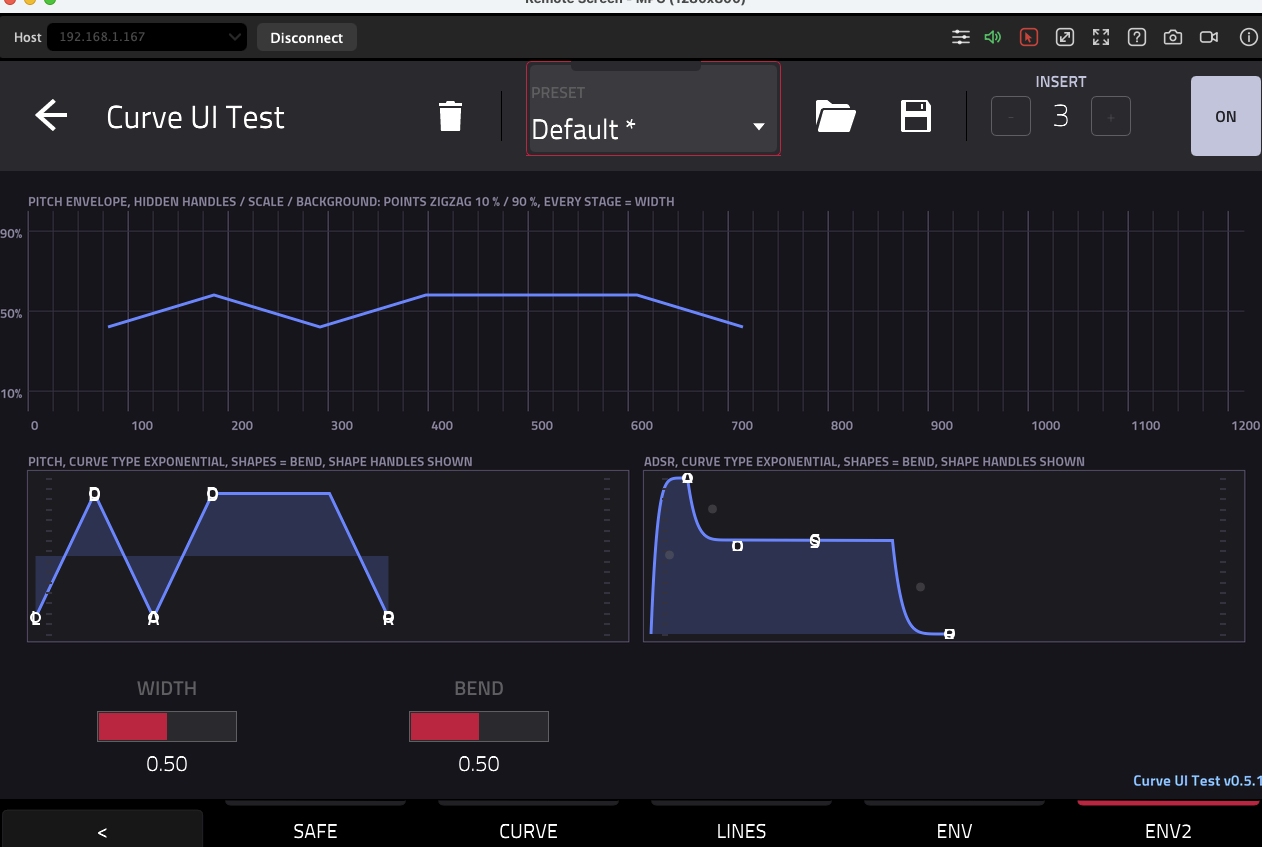 Remote Screen - MPC (1280x800)
Host 192.168.1.167 Disconnect
INSERT
Curve UI Test
PRESET
Default *
- 3 +
ON
PITCH ENVELOPE, HIDDEN HANDLES / SCALE / BACKGROUND: POINTS ZIGZAG 10 % / 90 %, EVERY STAGE = WIDTH
90%
50%
10%
0 100 200 300 400 500 600 700 800 900 1000 1100 1200
PITCH, CURVE TYPE EXPONENTIAL, SHAPES = BEND, SHAPE HANDLES SHOWN
ADSR, CURVE TYPE EXPONENTIAL, SHAPES = BEND, SHAPE HANDLES SHOWN
D D
L A R
A
D S
R
WIDTH BEND
0.50 0.50
Curve UI Test v0.5.1
< SAFE CURVE LINES ENV ENV2